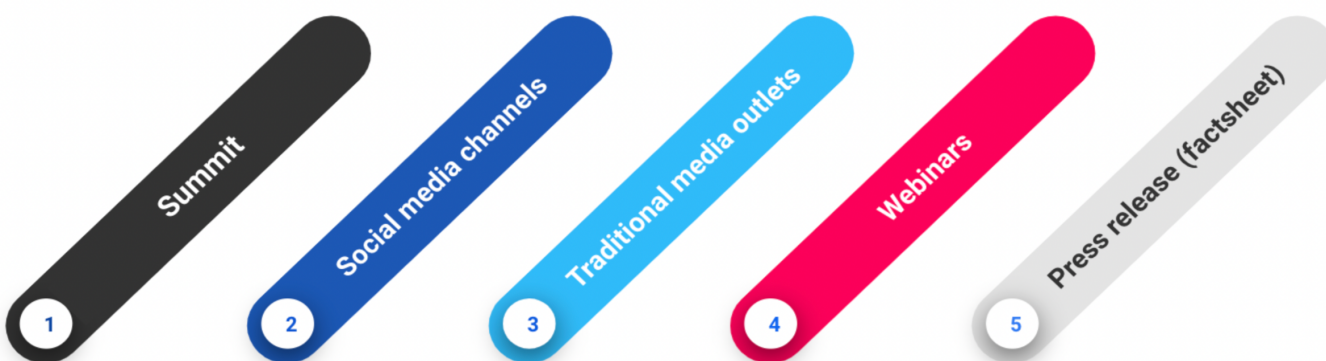 Summit
Social media channels
Traditional media outlets
Webinars
Press release (factsheet)
1
2
3
4
5